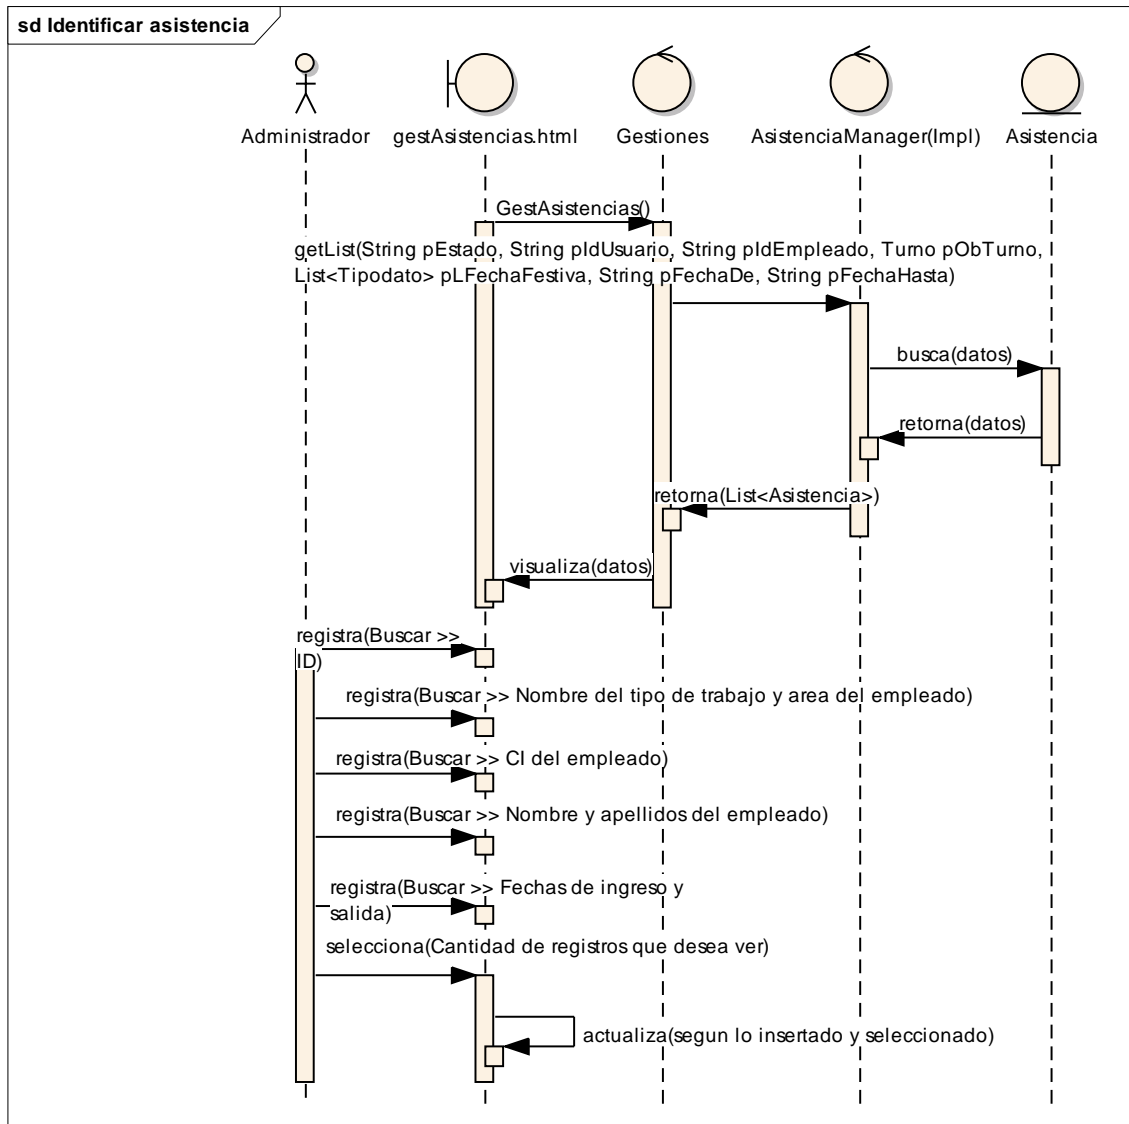 sd Identificar asistencia
Administrador
gestAsistencias.html
Gestiones
AsistenciaManager(Impl)
Asistencia
GestAsistencias()
getList(String pEstado, String pIdUsuario, String pIdEmpleado, Turno pObTurno,
List<Tipodato> pLFechaFestiva, String pFechaDe, String pFechaHasta)
busca(datos)
retorna(datos)
retorna(List<Asistencia>)
visualiza(datos)
registra(Buscar >>
ID)
registra(Buscar >> Nombre del tipo de trabajo y area del empleado)
registra(Buscar >> CI del empleado)
registra(Buscar >> Nombre y apellidos del empleado)
registra(Buscar >> Fechas de ingreso y
salida)
selecciona(Cantidad de registros que desea ver)
actualiza(segun lo insertado y seleccionado)